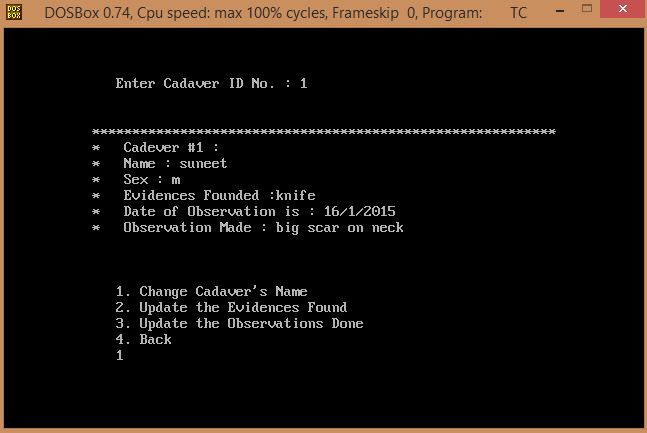 DOS BOX DOSBox 0.74, Cpu speed: max 100% cycles, Frameskip 0, Program: TC
Enter Cadaver ID No. : 1
**********************************************************
* Cadever #1 :
* Name : suneet
* Sex : m
* Evidences Founded :knife
* Date of Observation is : 16/1/2015
* Observation Made : big scar on neck
1. Change Cadaver's Name
2. Update the Evidences Found
3. Update the Observations Done
4. Back
1